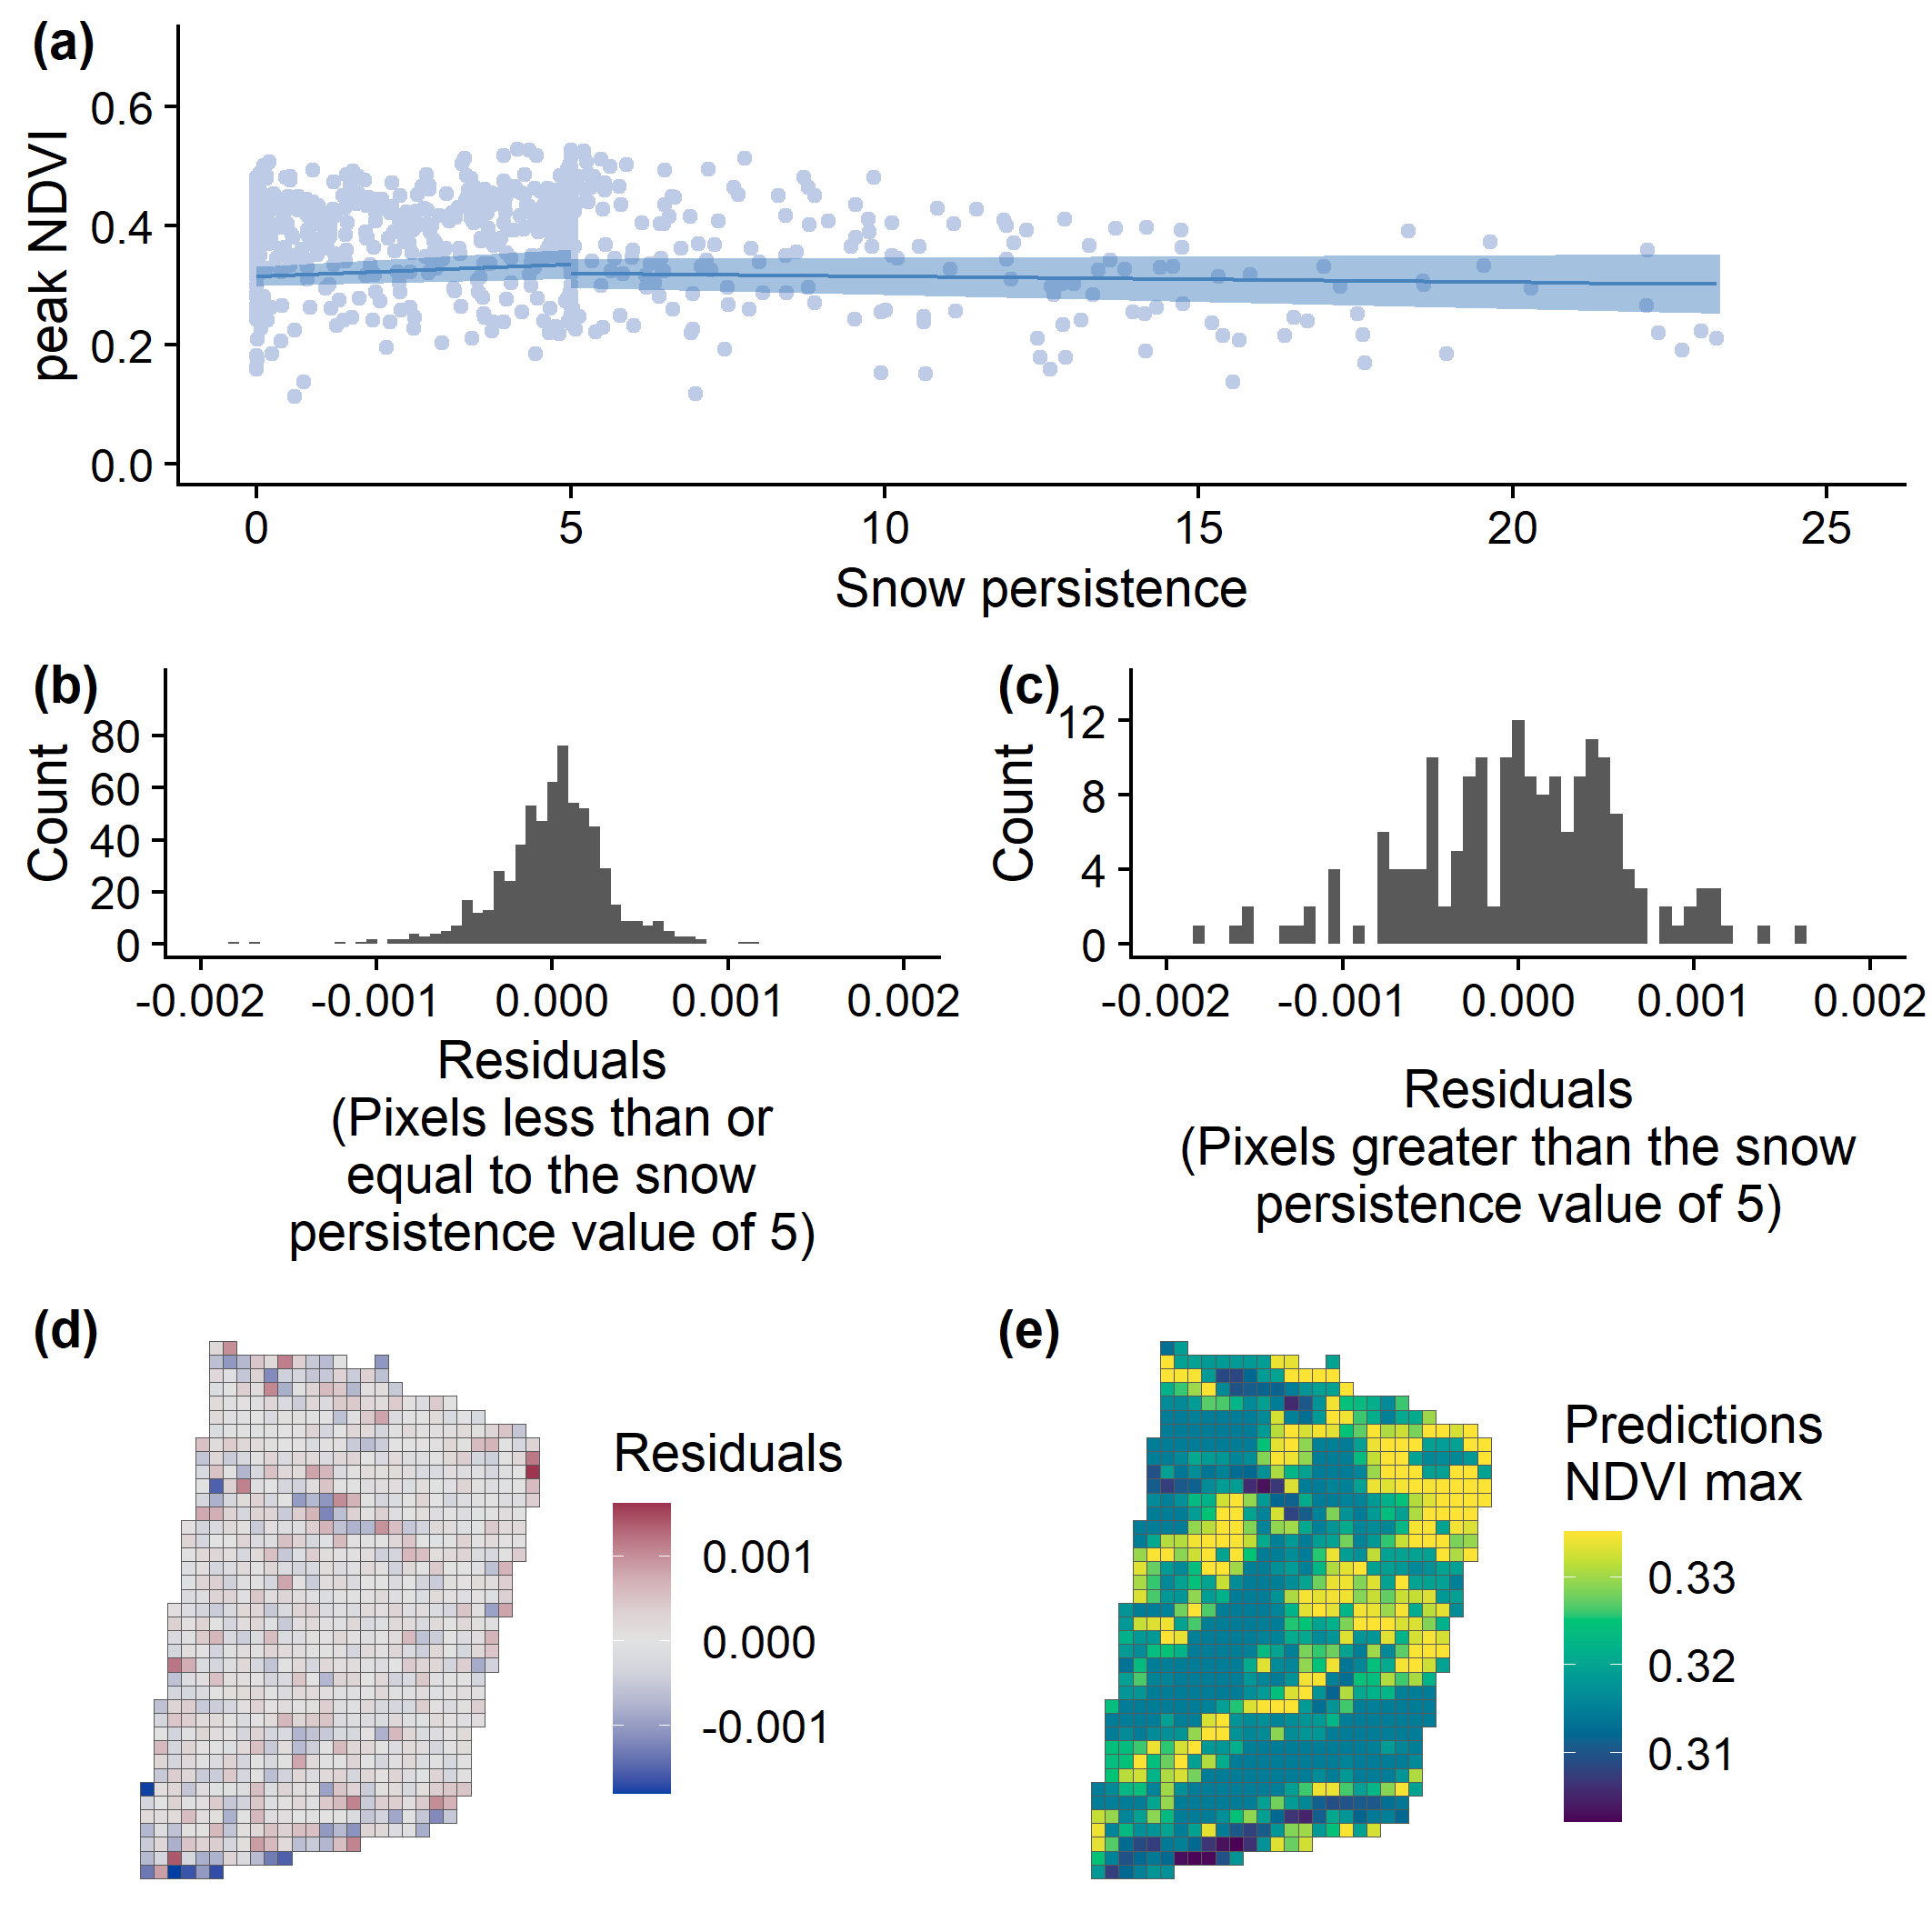 (a)
peak NDVI
0.6
0.4
0.2
0.0
0 5 10 15 20 25
Snow persistence
(b)
Count
80
60
40
20
0
-0.002 -0.001 0.000 0.001 0.002
Residuals
(Pixels less than or
equal to the snow
persistence value of 5)
(c)
Count
12
8
4
0
-0.002 -0.001 0.000 0.001 0.002
Residuals
(Pixels greater than the snow
persistence value of 5)
(d)
Residuals
0.001
0.000
-0.001
(e)
Predictions
NDVI max
0.33
0.32
0.31